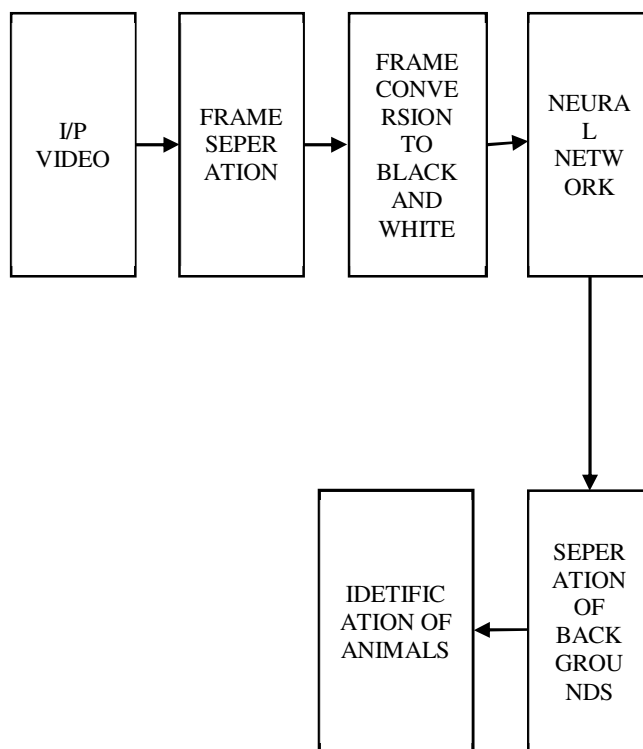 I/P
VIDEO
FRAME
SEPER
ATION
FRAME
CONVE
RSION
TO
BLACK
AND
WHITE
NEURA
L
NETW
ORK
SEPER
ATION
OF
BACK
GROU
NDS
IDETIFIC
ATION OF
ANIMALS